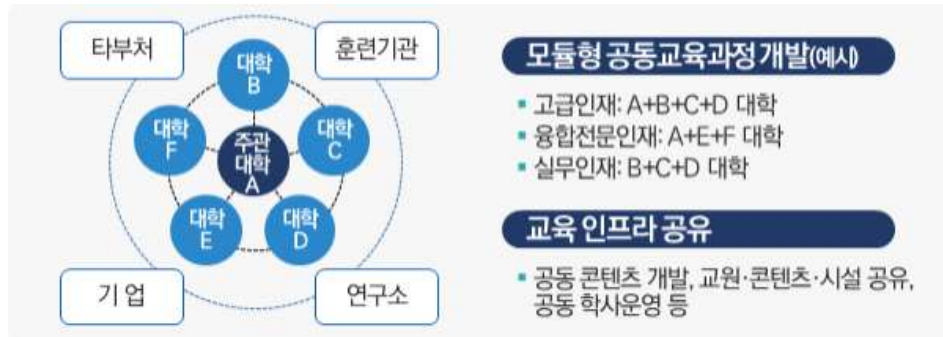 타부처
훈련기관
대학
B
대학
F
대학
C
주관
대학
A
대학
E
대학
D
기 업
연구소
모듈형 공동교육과정 개발(예시)
▪ 고급인재: A+B+C+D 대학
▪ 융합전문인재: A+E+F 대학
▪ 실무인재: B+C+D 대학
교육 인프라 공유
▪ 공동 콘텐츠 개발, 교원·콘텐츠·시설 공유,
공동 학사운영 등